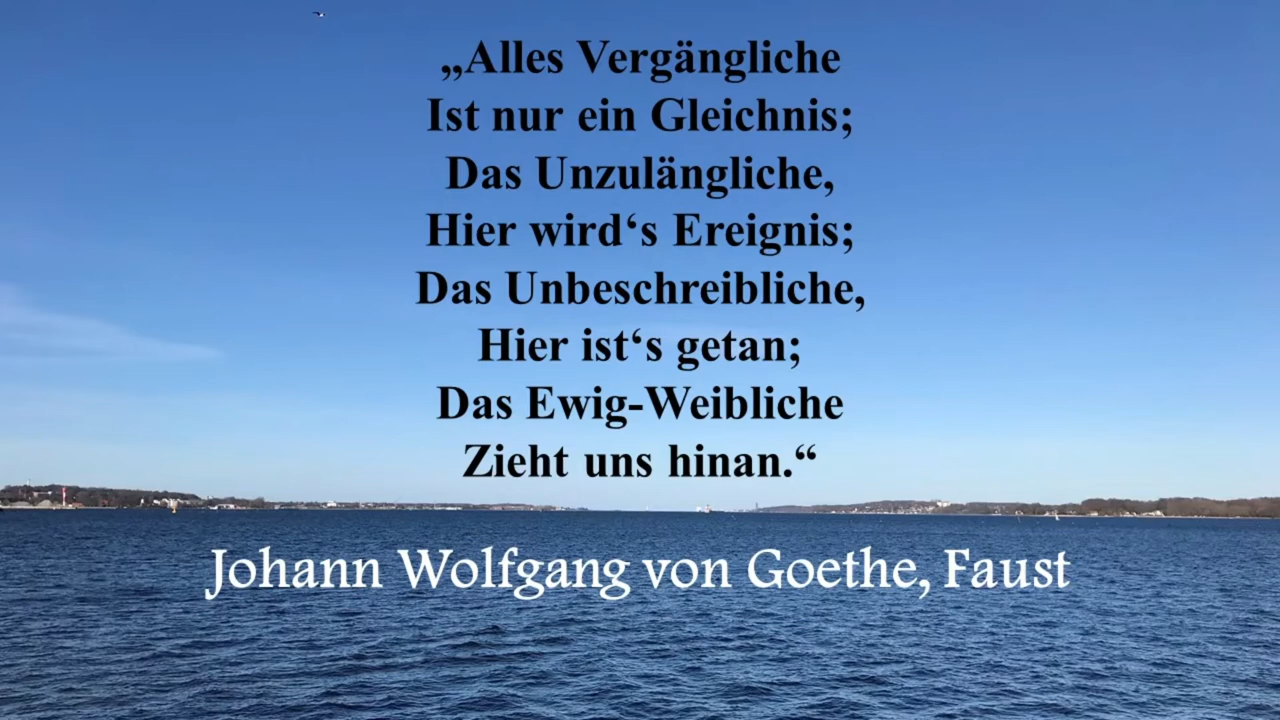 „Alles Vergängliche
Ist nur ein Gleichnis;
Das Unzulängliche,
Hier wird‘s Ereignis;
Das Unbeschreibliche,
Hier ist‘s getan;
Das Ewig-Weibliche
Zieht uns hinan.“
Johann Wolfgang von Goethe, Faust